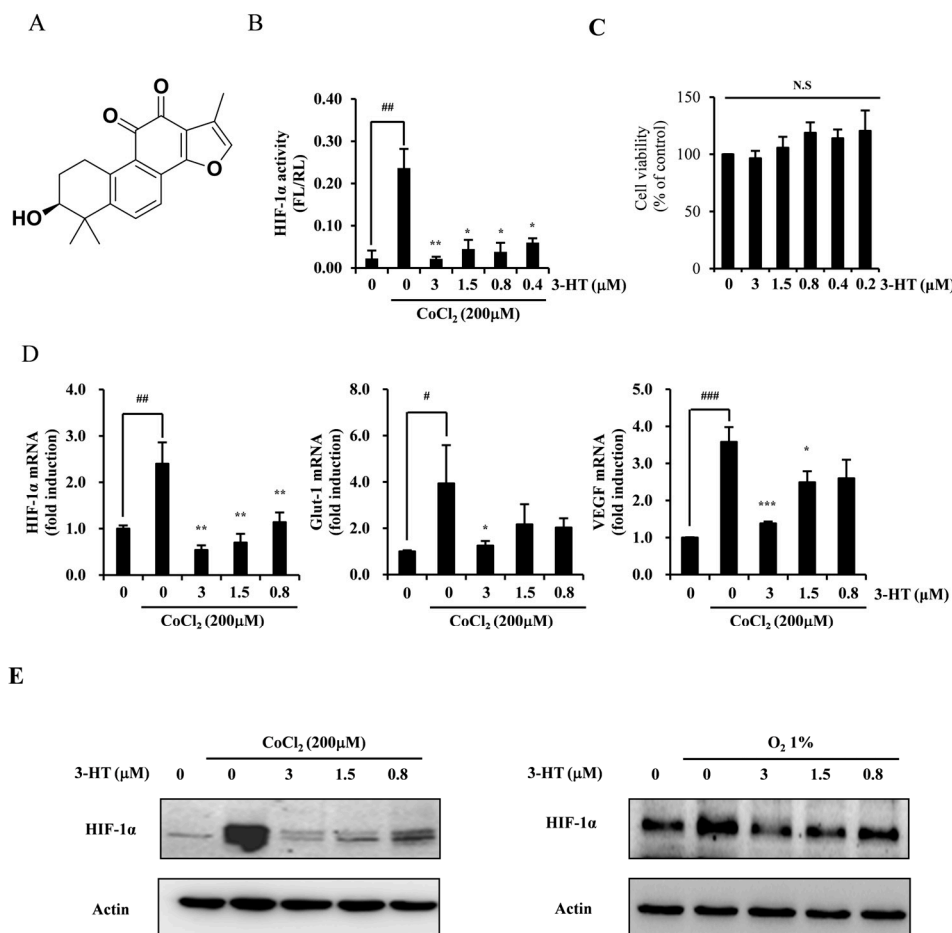 A
O
O
O
HO
B
HIF-1α activity
(FL/RL)
0.40
0.30
0.20
0.10
0.00
##
** * * *
0 0 3 1.5 0.8 0.4 3-HT (μM)
CoCl2 (200μM)
C
Cell viability
(% of control)
150
100
50
0
N.S
0 3 1.5 0.8 0.4 0.2 3-HT (μM)
D
HIF-1α mRNA
(fold induction)
4.0
3.0
2.0
1.0
0.0
##
** ** **
0 0 3 1.5 0.8
CoCl2 (200μM)
Glut-1 mRNA
(fold induction)
8.0
6.0
4.0
2.0
0.0
#
*
0 0 3 1.5 0.8
CoCl2 (200μM)
VEGF mRNA
(fold induction)
5.0
4.0
3.0
2.0
1.0
0.0
###
*** *
0 0 3 1.5 0.8 3-HT (μM)
CoCl2 (200μM)
E
CoCl2 (200μM)
3-HT (μM) 0 0 3 1.5 0.8
HIF-1α
Actin
O2 1%
3-HT (μM) 0 0 3 1.5 0.8
HIF-1α
Actin